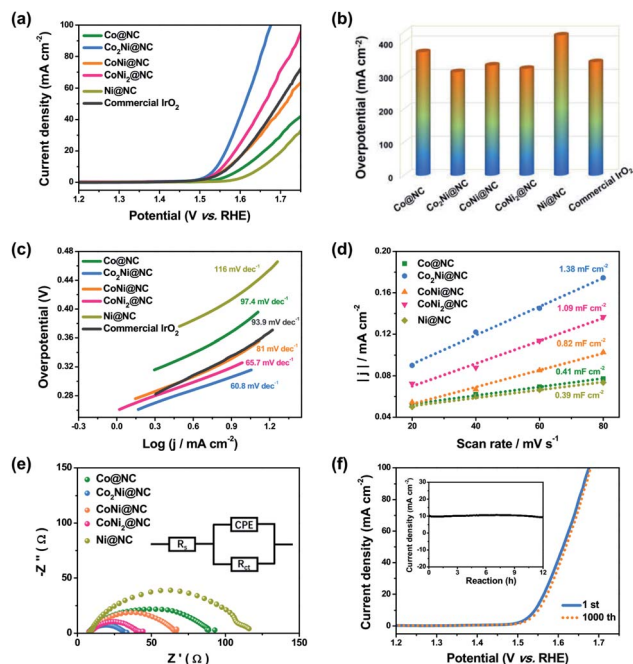 (a)
Current density (mA cm⁻²)
100
80
60
40
20
0
Co@NC
Co₂Ni@NC
CoNi@NC
CoNi₂@NC
Ni@NC
Commercial IrO₂
1.2 1.3 1.4 1.5 1.6 1.7
Potential (V vs. RHE)
(b)
Overpotential (mA cm⁻²)
400
300
200
100
0
Co@NC
Co₂Ni@NC
CoNi@NC
CoNi₂@NC
Ni@NC
Commercial IrO₃
(c)
Overpotential (V)
0.48
0.44
0.40
0.36
0.32
0.28
Co@NC
Co₂Ni@NC
CoNi@NC
CoNi₂@NC
Ni@NC
Commercial IrO₂
116 mV dec⁻¹
97.4 mV dec⁻¹
93.9 mV dec⁻¹
81 mV dec⁻¹
65.7 mV dec⁻¹
60.8 mV dec⁻¹
-0.3 0.0 0.3 0.6 0.9 1.2 1.5
Log (j / mA cm⁻²)
(d)
| j | / mA cm⁻²
0.20
0.16
0.12
0.08
0.04
Co@NC
Co₂Ni@NC
CoNi@NC
CoNi₂@NC
Ni@NC
1.38 mF cm⁻²
1.09 mF cm⁻²
0.82 mF cm⁻²
0.41 mF cm⁻²
0.39 mF cm⁻²
20 40 60 80
Scan rate / mV s⁻¹
(e)
-Z '' ( Ω )
-150
-100
-50
0
Co@NC
Co₂Ni@NC
CoNi@NC
CoNi₂@NC
Ni@NC
Rs
CPE
Rct
0 50 100 150
Z ' ( Ω )
(f)
Current density (mA cm⁻²)
100
80
60
40
20
0
Current density (mA cm⁻²)
30
20
10
0
-10
-20
0 3 6 9 12
Reaction (h)
1 st
1000 th
1.2 1.3 1.4 1.5 1.6 1.7
Potential (V vs. RHE)